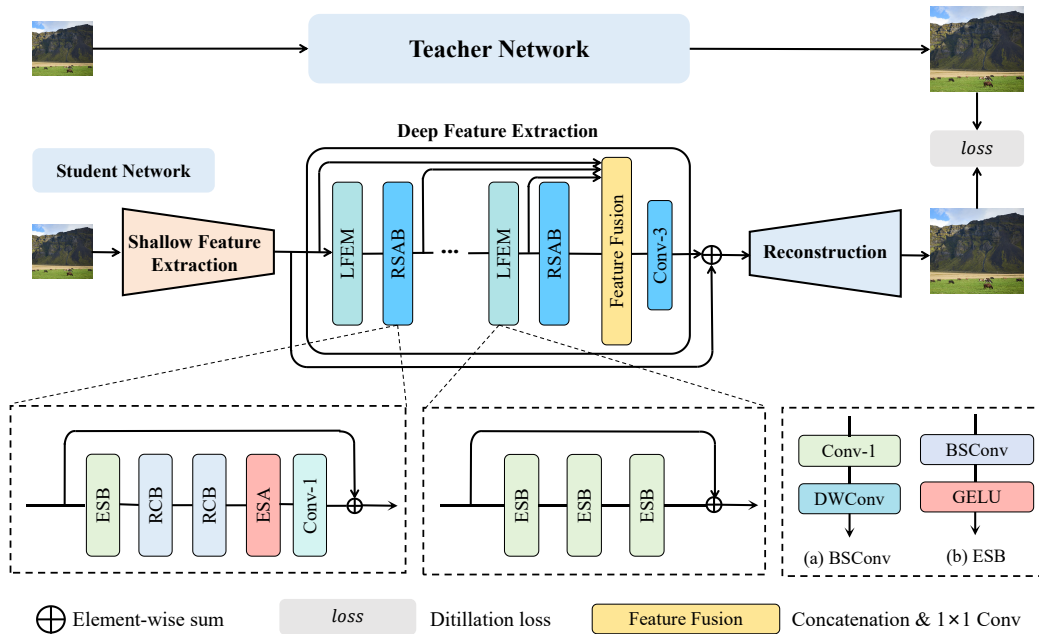 Teacher Network
Deep Feature Extraction
loss
Student Network
Shallow Feature
Extraction
LFEM
RSAB
...
LFEM
RSAB
Feature Fusion
Conv-3
Reconstruction
ESB
RCB
RCB
ESA
Conv-1
ESB
ESB
ESB
Conv-1
DWConv
(a) BSConv
BSConv
GELU
(b) ESB
Element-wise sum
loss
Ditillation loss
Feature Fusion
Concatenation & 1×1 Conv